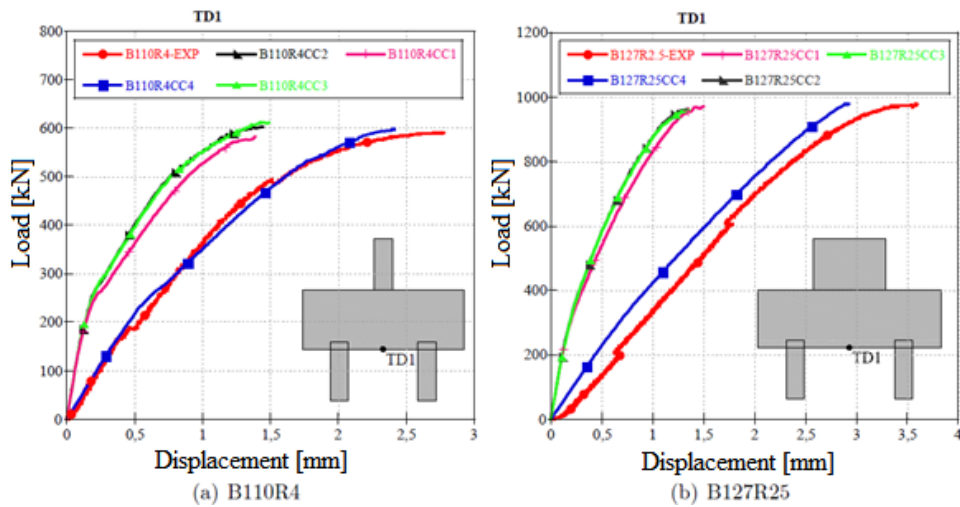 TD1
800
700
600
500
400
300
200
100
0
Load [kN]
B110R4-EXP B110R4CC2 B110R4CC1
B110R4CC4 B110R4CC3
TD1
0 0,5 1 1,5 2 2,5 3
Displacement [mm]
(a) B110R4
TD1
1200
1000
800
600
400
200
0
Load [kN]
B127R2.5-EXP B127R25CC1 B127R25CC3
B127R25CC4 B127R25CC2
TD1
0 0,5 1 1,5 2 2,5 3 3,5 4
Displacement [mm]
(b) B127R25